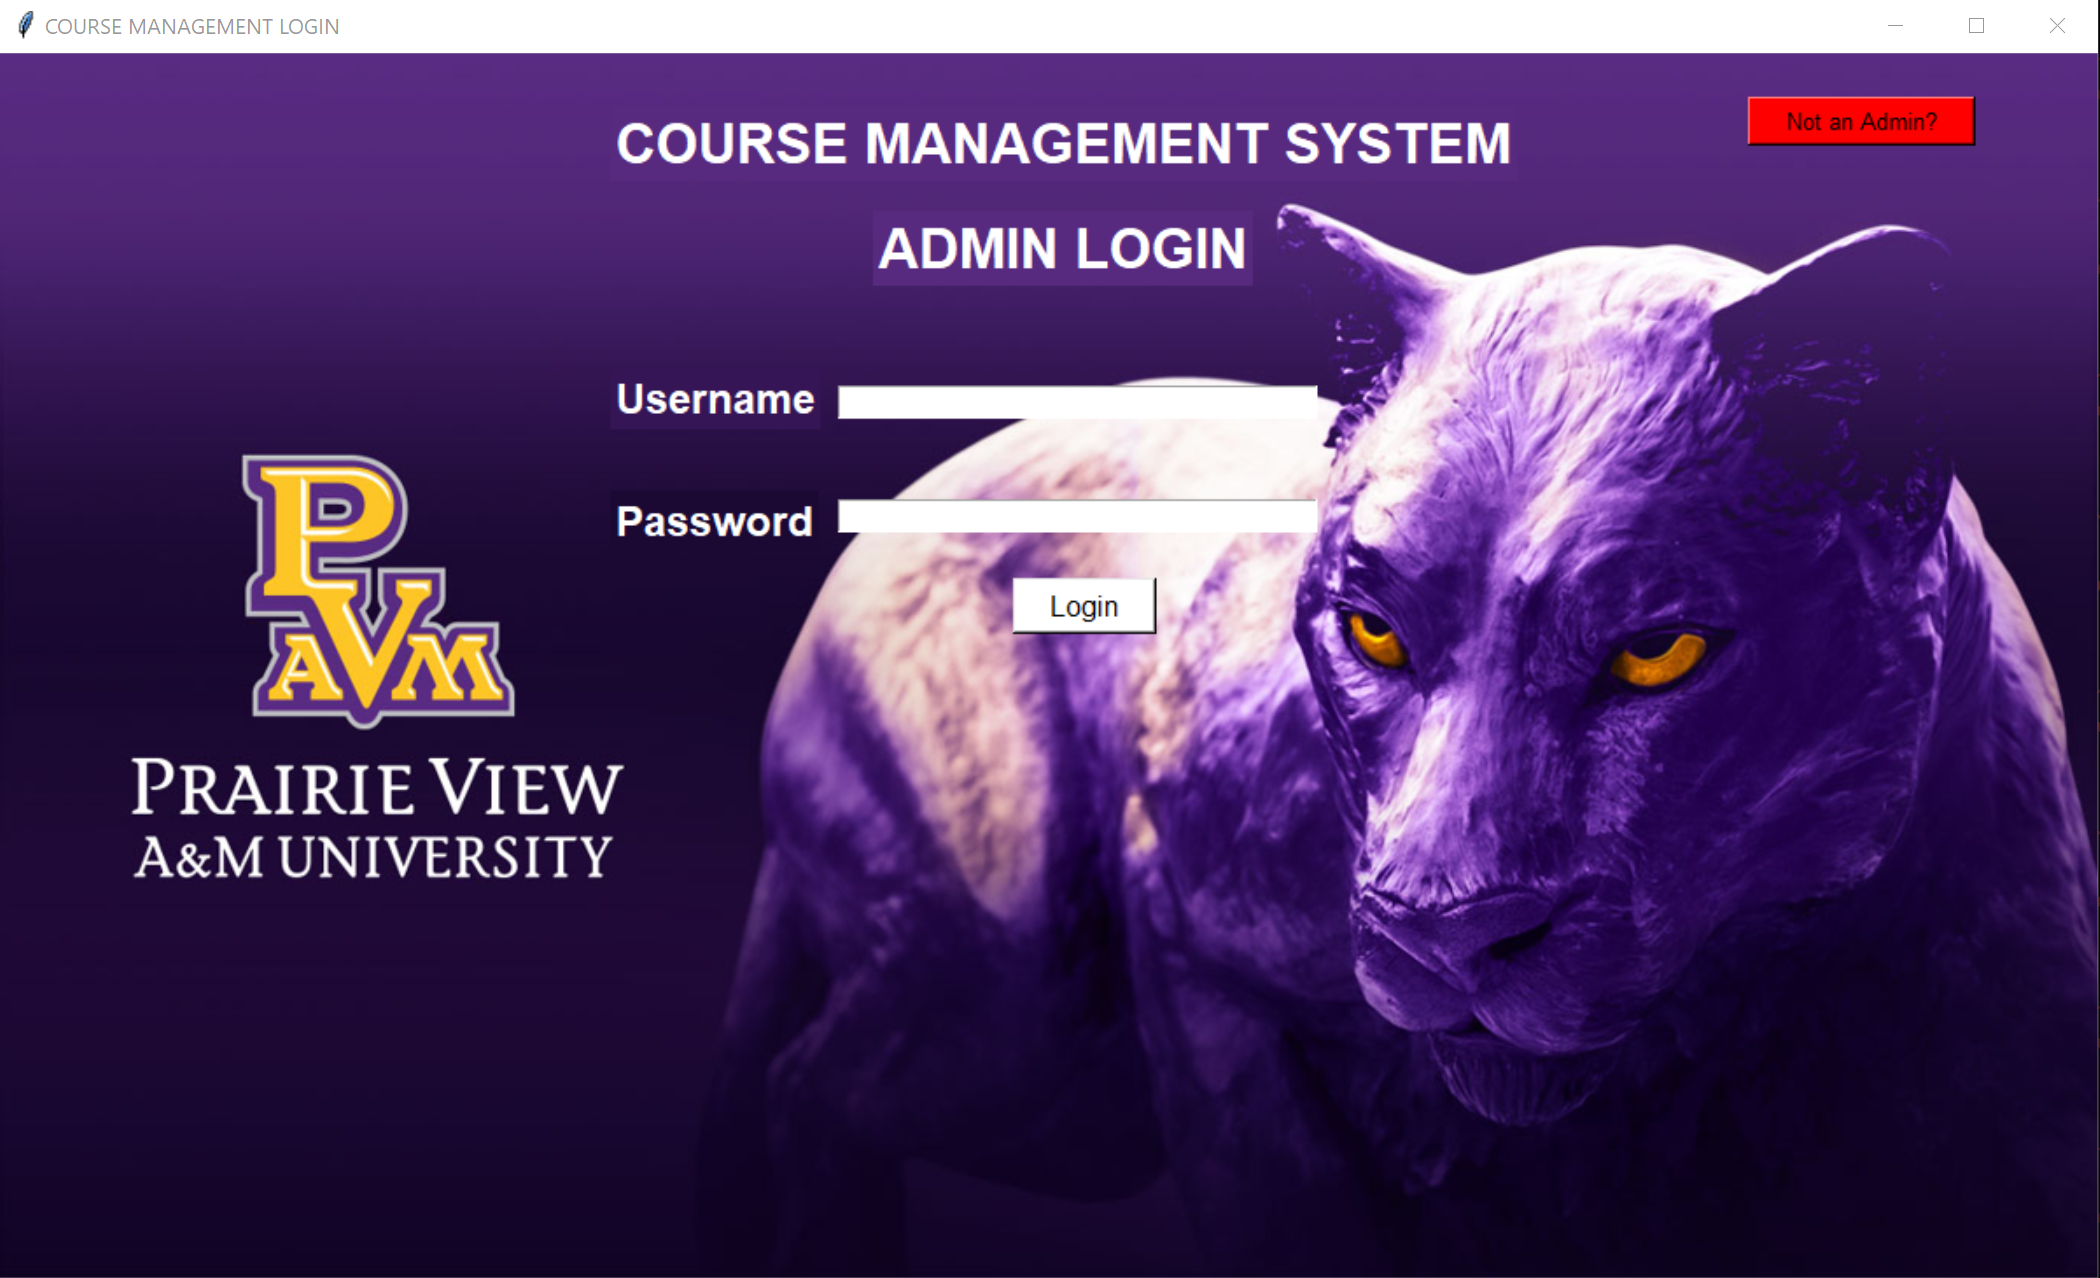 COURSE MANAGEMENT LOGIN
Not an Admin?
COURSE MANAGEMENT SYSTEM
ADMIN LOGIN
Username
Password
Login
PVAM
PRAIRIE VIEW
A&M UNIVERSITY